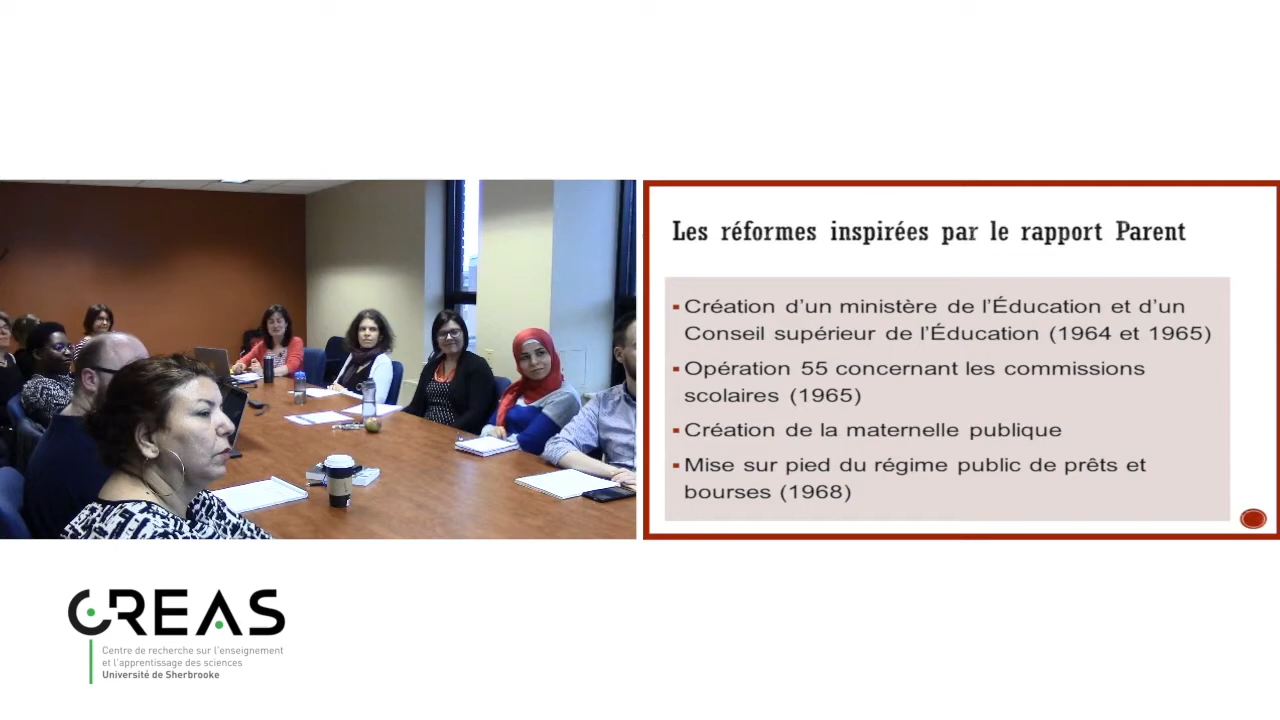 Les réformes inspirées par le rapport Parent
▪Création d'un ministère de l'Éducation et d'un
Conseil supérieur de l'Éducation (1964 et 1965)
▪Opération 55 concernant les commissions
scolaires (1965)
▪Création de la maternelle publique
▪Mise sur pied du régime public de prêts et
bourses (1968)
CREAS
Centre de recherche sur l'enseignement
et l'apprentissage des sciences
Université de Sherbrooke